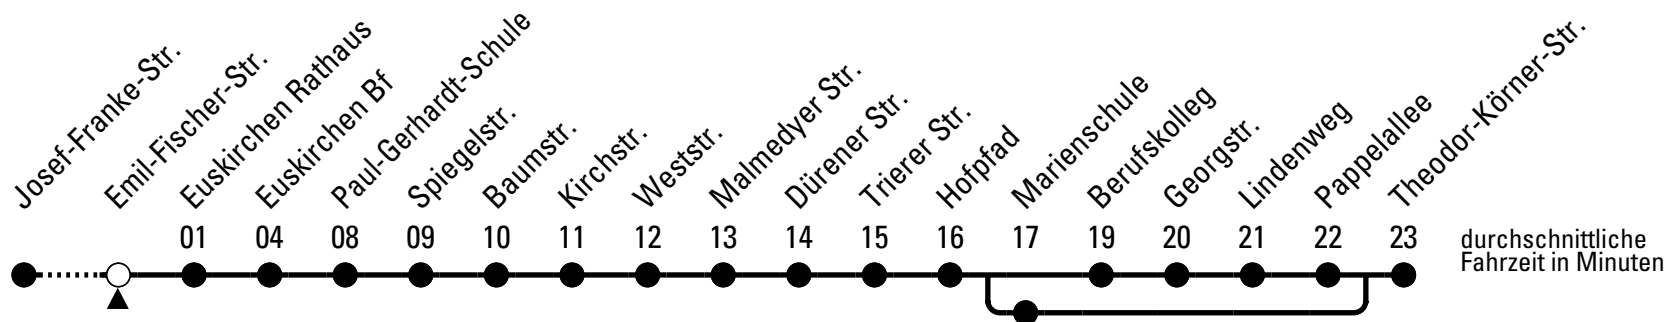 Josef-Franke-Str.
Emil-Fischer-Str.
Euskirchen Rathaus
Euskirchen Bf
Paul-Gerhardt-Schule
Spiegelstr.
Baumstr.
Kirchstr.
Weststr.
Malmedyer Str.
Dürener Str.
Trierer Str.
Hofpfad
Marienschule
Berufskolleg
Georgstr.
Lindenweg
Pappelallee
Theodor-Körner-Str.
01 04 08 09 10 11 12 13 14 15 16 17 19 20 21 22 23
durchschnittliche
Fahrzeit in Minuten